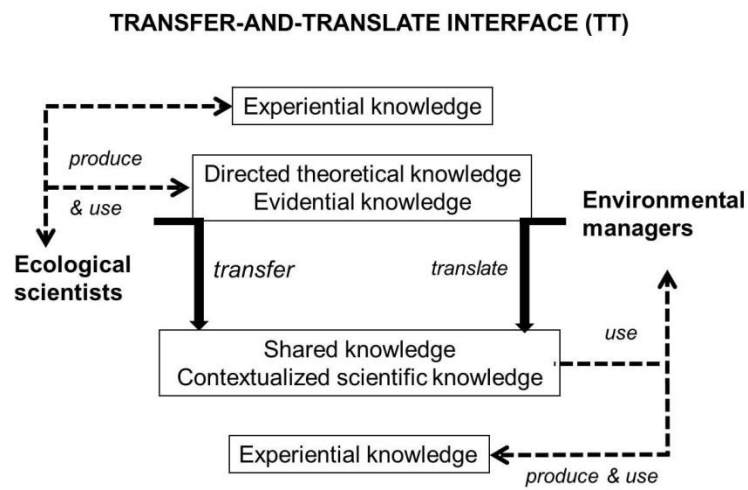 TRANSFER-AND-TRANSLATE INTERFACE (TT)
Experiential knowledge
produce
& use
Directed theoretical knowledge
Evidential knowledge
Environmental
managers
Ecological
scientists
transfer
translate
Shared knowledge
Contextualized scientific knowledge
use
Experiential knowledge
produce & use